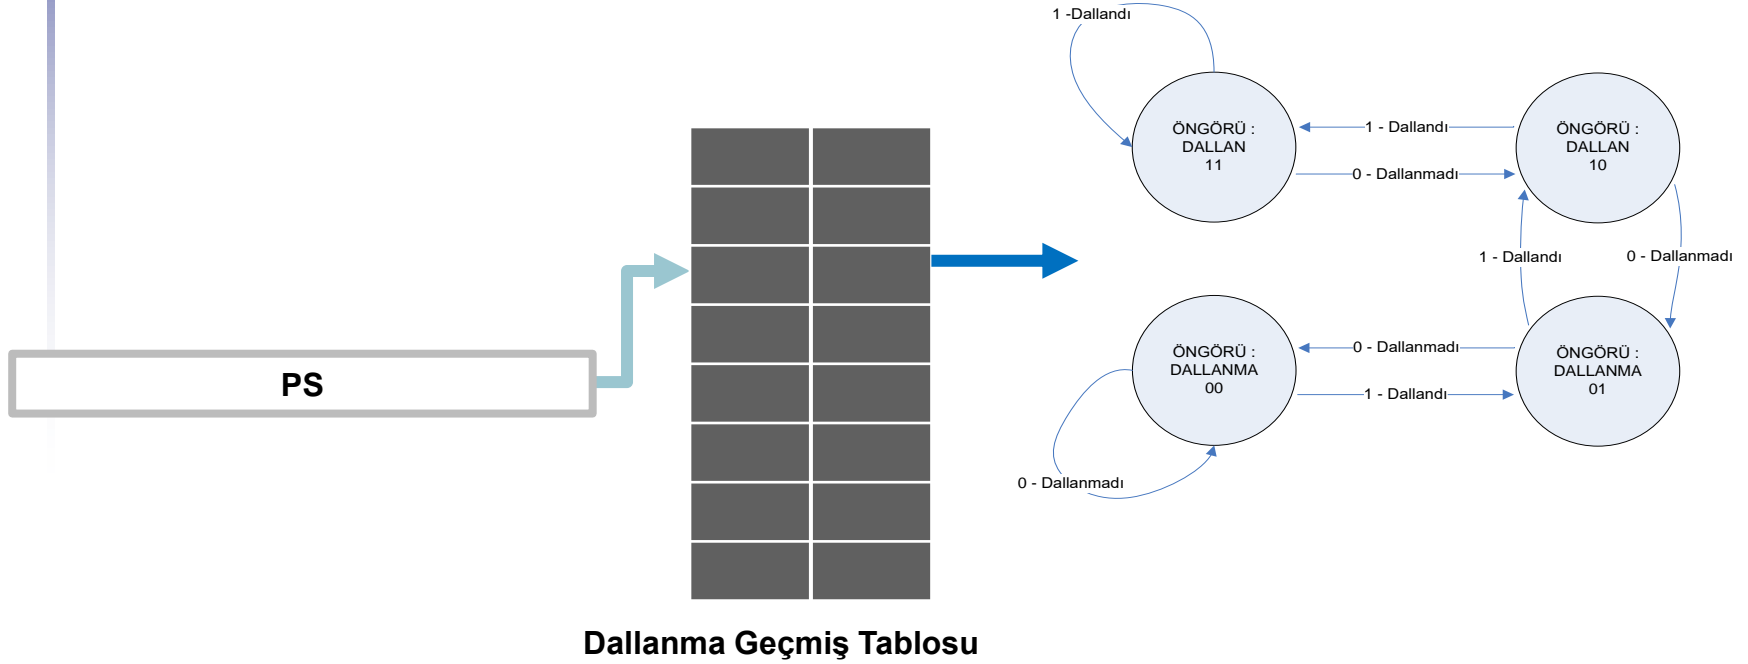 1 -Dallandı
ÖNGÖRÜ :
DALLAN
11
1 - Dallandı
0 - Dallanmadı
ÖNGÖRÜ :
DALLAN
10
1 - Dallandı
0 - Dallanmadı
PS
ÖNGÖRÜ :
DALLANMA
00
0 - Dallanmadı
1 - Dallandı
ÖNGÖRÜ :
DALLANMA
01
0 - Dallanmadı
Dallanma Geçmiş Tablosu